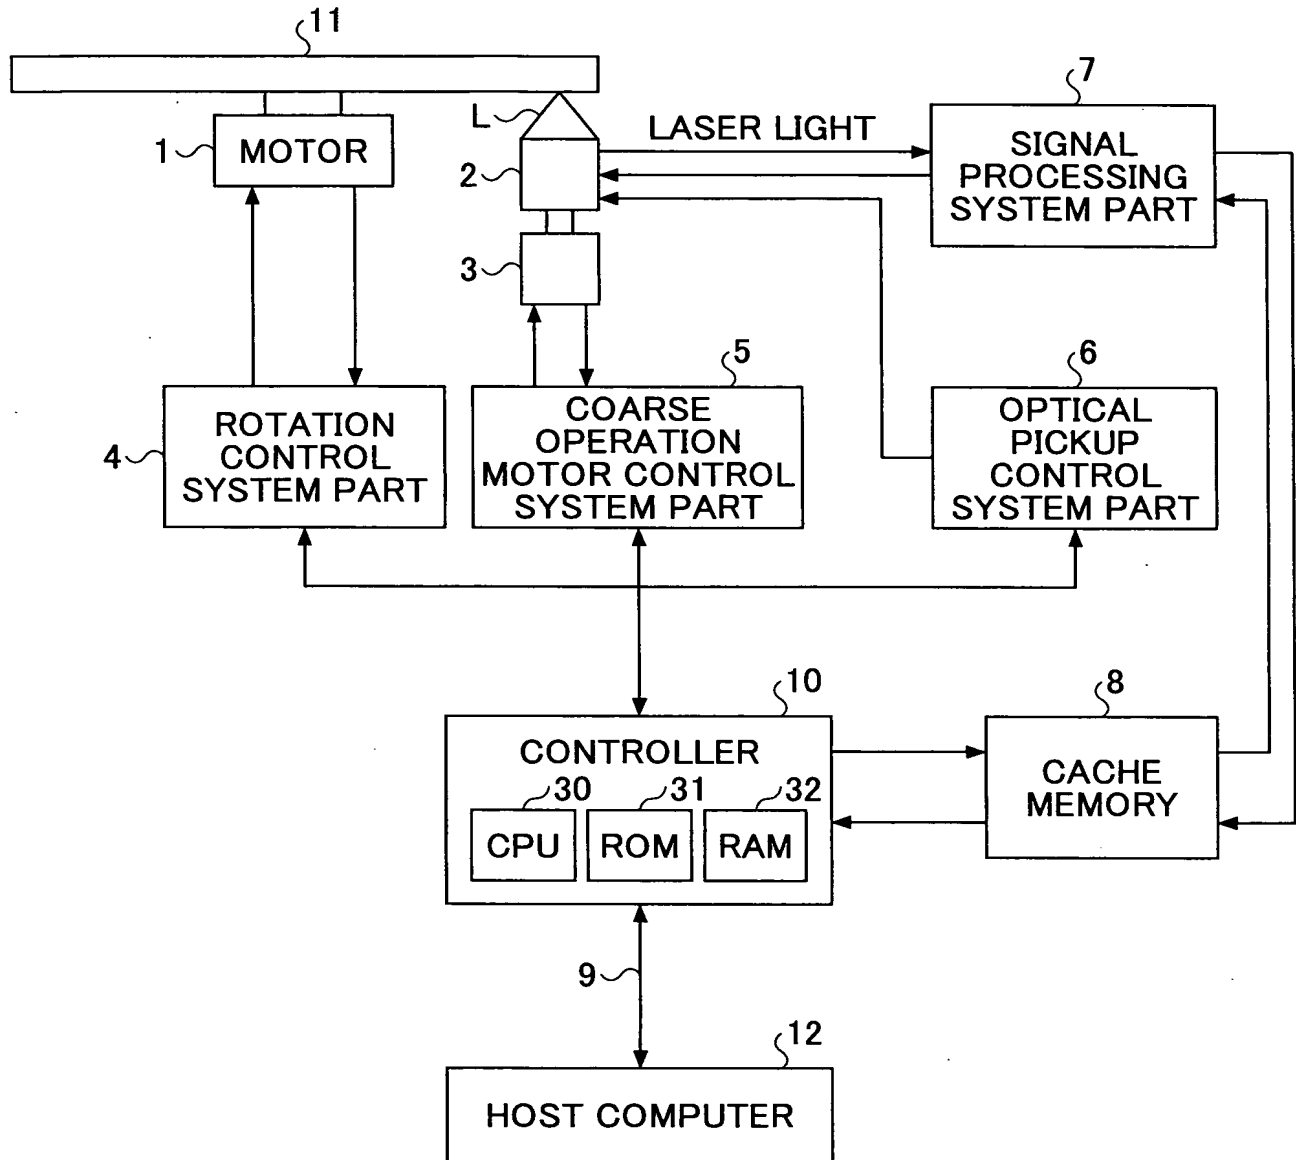 11
1
MOTOR
L
2
LASER LIGHT
7
SIGNAL
PROCESSING
SYSTEM PART
3
4
ROTATION
CONTROL
SYSTEM PART
5
COARSE
OPERATION
MOTOR CONTROL
SYSTEM PART
6
OPTICAL
PICKUP
CONTROL
SYSTEM PART
10
CONTROLLER
30
CPU
31
ROM
32
RAM
8
CACHE
MEMORY
9
12
HOST COMPUTER